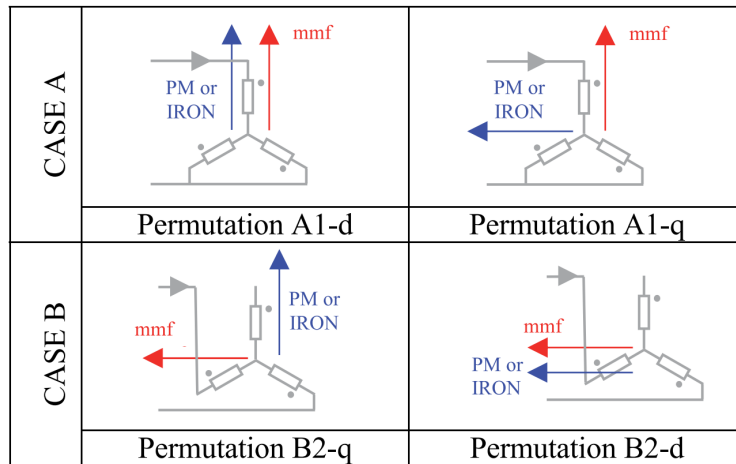 CASE A
mmf
PM or
IRON
mmf
PM or
IRON
Permutation A1-d
Permutation A1-q
CASE B
PM or
IRON
mmf
mmf
PM or
IRON
Permutation B2-q
Permutation B2-d